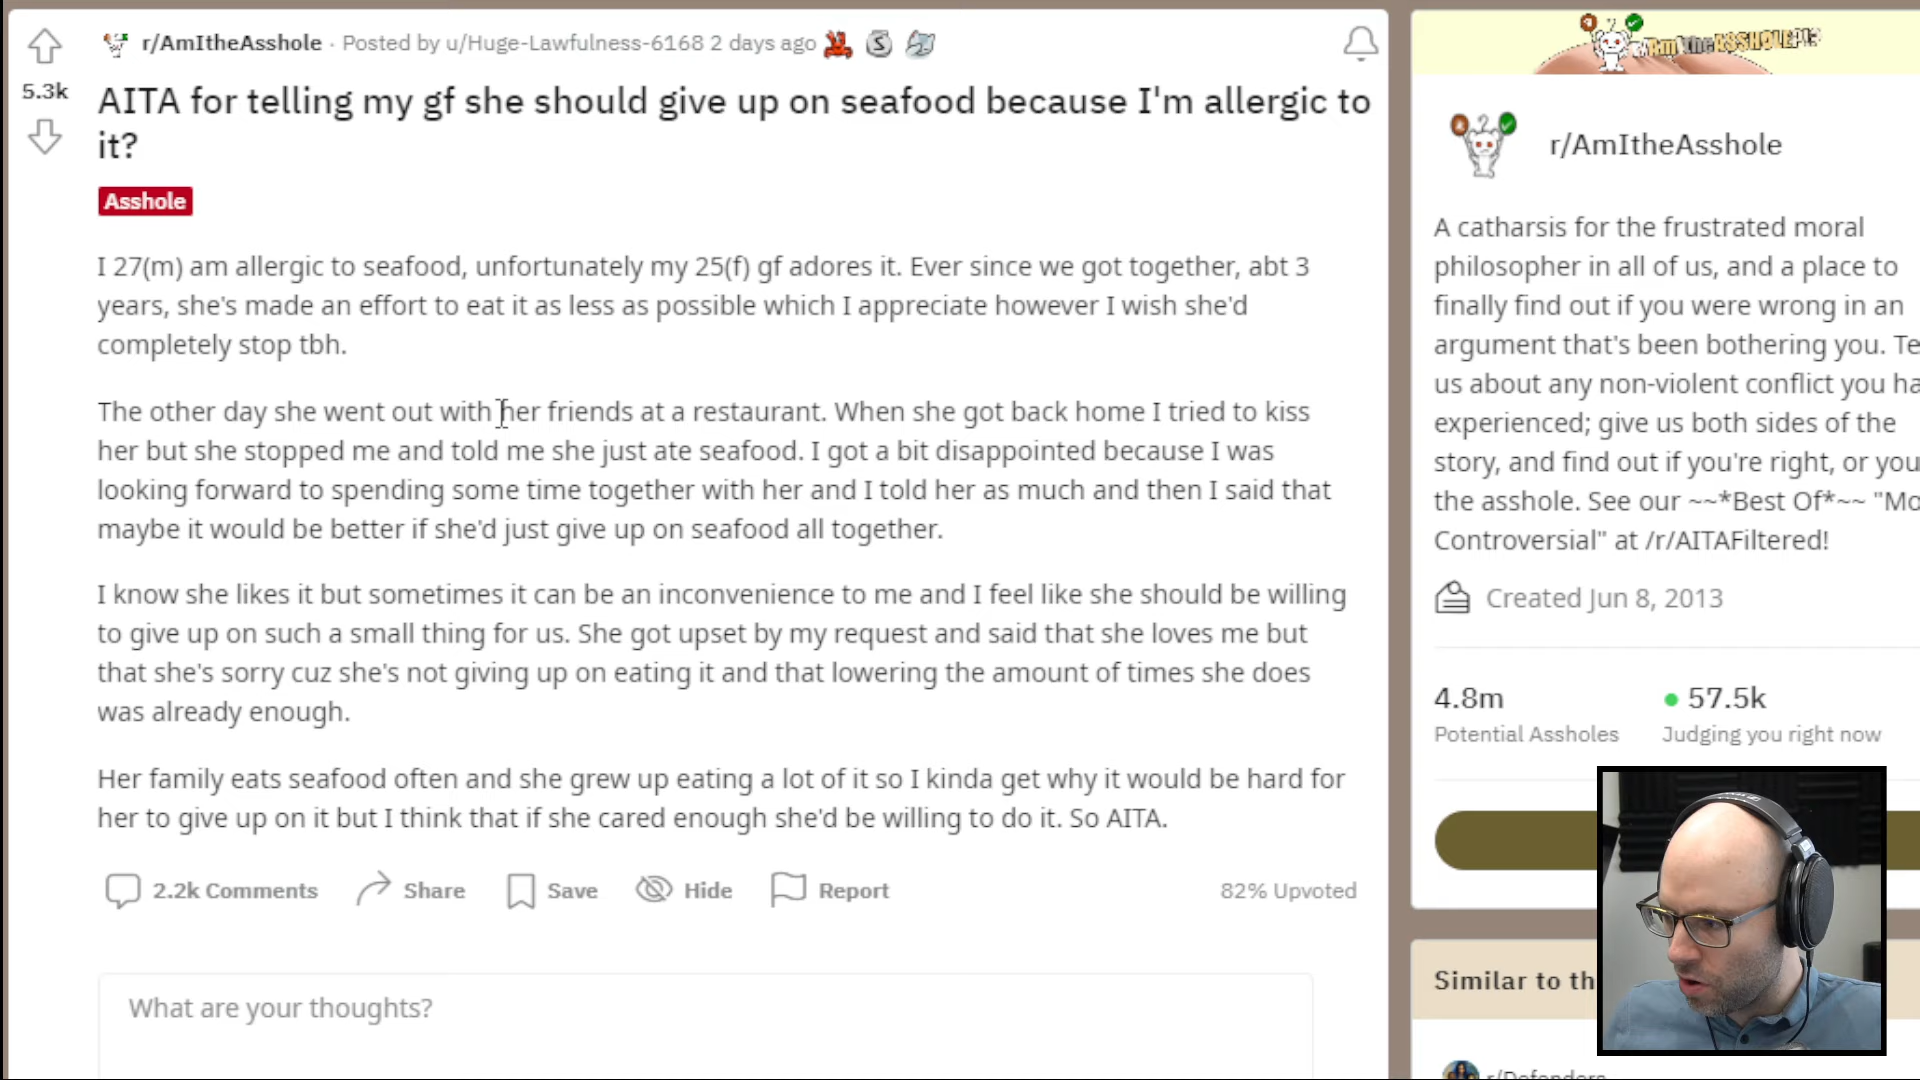 r/AmItheAsshole · Posted by u/Huge-Lawfulness-6168 2 days ago
5.3k
AITA for telling my gf she should give up on seafood because I'm allergic to
it?
Asshole
I 27(m) am allergic to seafood, unfortunately my 25(f) gf adores it. Ever since we got together, abt 3
years, she's made an effort to eat it as less as possible which I appreciate however I wish she'd
completely stop tbh.
The other day she went out with her friends at a restaurant. When she got back home I tried to kiss
her but she stopped me and told me she just ate seafood. I got a bit disappointed because I was
looking forward to spending some time together with her and I told her as much and then I said that
maybe it would be better if she'd just give up on seafood all together.
I know she likes it but sometimes it can be an inconvenience to me and I feel like she should be willing
to give up on such a small thing for us. She got upset by my request and said that she loves me but
that she's sorry cuz she's not giving up on eating it and that lowering the amount of times she does
was already enough.
Her family eats seafood often and she grew up eating a lot of it so I kinda get why it would be hard for
her to give up on it but I think that if she cared enough she'd be willing to do it. So AITA.
2.2k Comments Share Save Hide Report 82% Upvoted
What are your thoughts?
Am the ASSHOLE
r/AmItheAsshole
A catharsis for the frustrated moral
philosopher in all of us, and a place to
finally find out if you were wrong in an
argument that's been bothering you. Te
us about any non-violent conflict you ha
experienced; give us both sides of the
story, and find out if you're right, or you
the asshole. See our ~~*Best Of*~~ "Mo
Controversial" at /r/AITAFiltered!
Created Jun 8, 2013
4.8m 57.5k
Potential Assholes Judging you right now
Similar to th